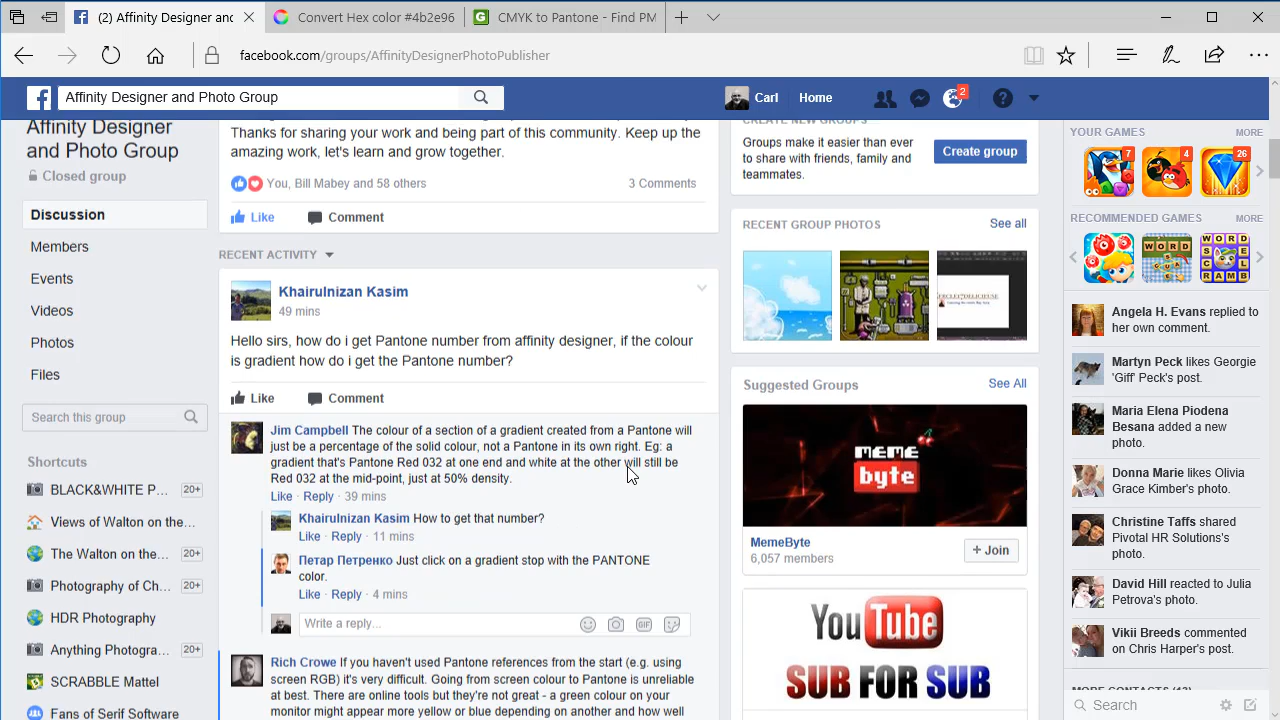 (2) Affinity Designer and
Convert Hex color #4b2e96
CMYK to Pantone - Find PM
facebook.com/groups/AffinityDesignerPhotoPublisher
Affinity Designer and Photo Group
Carl
Home
2
Affinity Designer
and Photo Group
Closed group
Discussion
Members
Events
Videos
Photos
Files
Search this group
Shortcuts
BLACK&WHITE P... 20+
Views of Walton on the...
The Walton on the... 20+
Photography of Ch... 20+
HDR Photography
Anything Photogra... 20+
SCRABBLE Mattel
Fans of Serif Software
Thanks for sharing your work and being part of this community. Keep up the
amazing work, let's learn and grow together.
You, Bill Mabey and 58 others
3 Comments
Like Comment
RECENT ACTIVITY
Khairulnizan Kasim
49 mins
Hello sirs, how do i get Pantone number from affinity designer, if the colour
is gradient how do i get the Pantone number?
Like Comment
Jim Campbell The colour of a section of a gradient created from a Pantone will
just be a percentage of the solid colour, not a Pantone in its own right. Eg: a
gradient that's Pantone Red 032 at one end and white at the other will still be
Red 032 at the mid-point, just at 50% density.
Like · Reply · 39 mins
Khairulnizan Kasim How to get that number?
Like · Reply · 11 mins
Петар Петренко Just click on a gradient stop with the PANTONE
color.
Like · Reply · 4 mins
Write a reply...
GIF
Rich Crowe If you haven't used Pantone references from the start (e.g. using
screen RGB) it's very difficult. Going from screen colour to Pantone is unreliable
at best. There are online tools but they're not great - a green colour on your
monitor might appear more yellow or blue depending on another and how well
CREATE NEW GROUPS
Groups make it easier than ever
to share with friends, family and
teammates.
Create group
RECENT GROUP PHOTOS
See all
Suggested Groups
See All
MEME
byte
MemeByte
6,057 members
+ Join
YouTube
SUB FOR SUB
YOUR GAMES
MORE
7
4
26
RECOMMENDED GAMES
MORE
Angela H. Evans replied to
her own comment.
Martyn Peck likes Georgie
'Giff' Peck's post.
Maria Elena Piodena
Besana added a new
photo.
Donna Marie likes Olivia
Grace Kimber's photo.
Christine Taffs shared
Pivotal HR Solutions's
photo.
David Hill reacted to Julia
Petrova's photo.
Vikii Breeds commented
on Chris Harper's post.
MORE CONTACTS (13)
Search